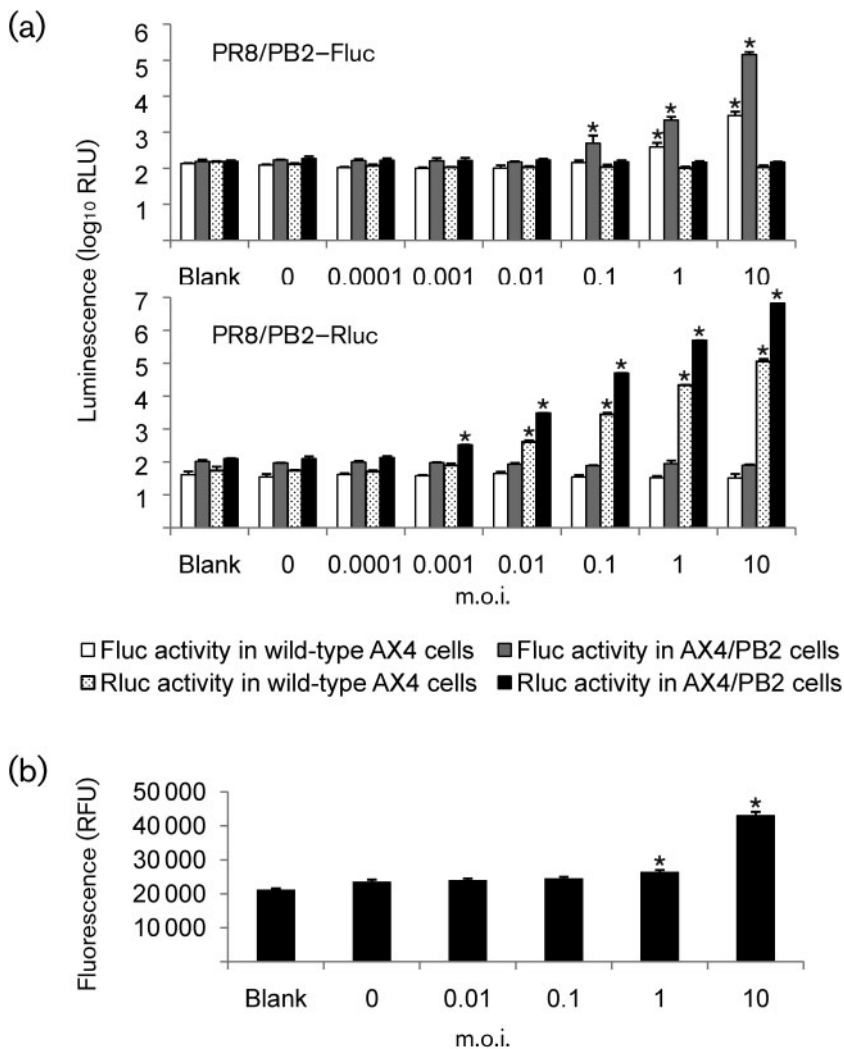 (a)
PR8/PB2–Fluc
Luminescence (log10 RLU)
6
5
4
3
2
1
* * * * *
Blank 0 0.0001 0.001 0.01 0.1 1 10
PR8/PB2–Rluc
7
6
5
4
3
2
1
* * * * * * * * *
Blank 0 0.0001 0.001 0.01 0.1 1 10
m.o.i.
Fluc activity in wild-type AX4 cells
Fluc activity in AX4/PB2 cells
Rluc activity in wild-type AX4 cells
Rluc activity in AX4/PB2 cells
(b)
Fluorescence (RFU)
50 000
40 000
30 000
20 000
10 000
* *
Blank 0 0.01 0.1 1 10
m.o.i.